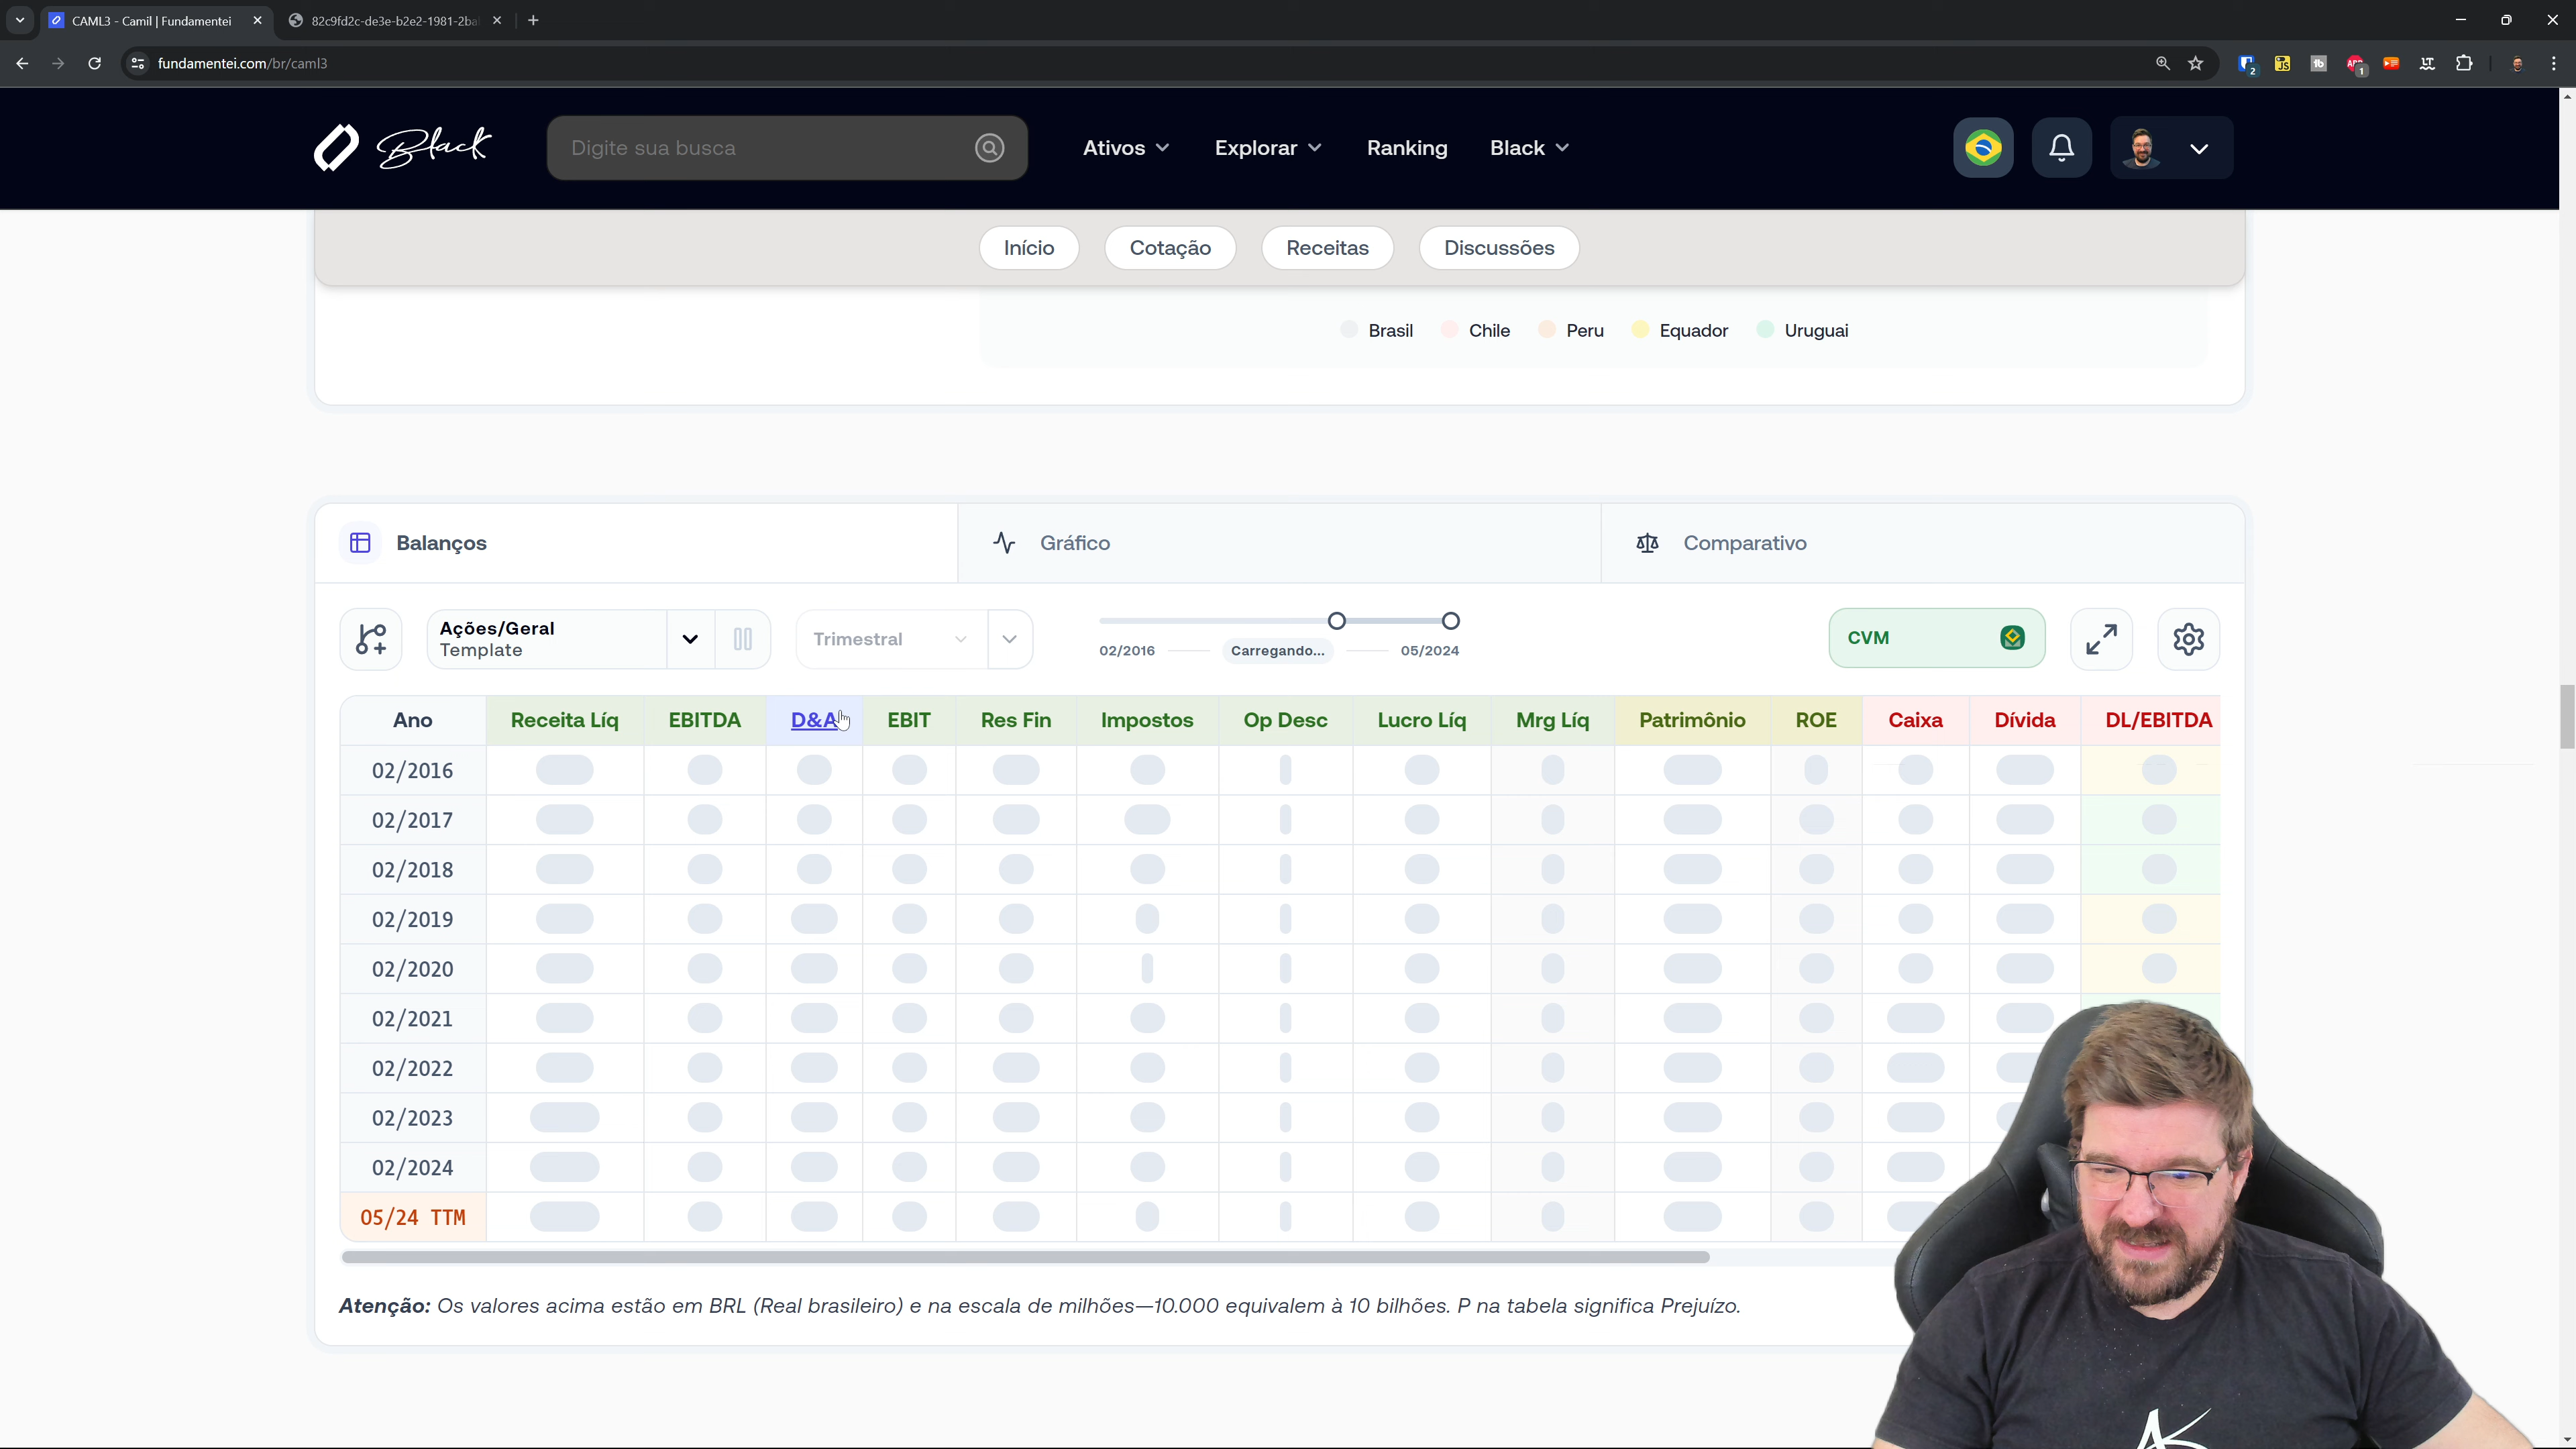 CAML3 - Camil | Fundamentei
82c9fd2c-de3e-b2e2-1981-2ba
fundamentei.com/br/caml3
Black
Digite sua busca
Ativos
Explorar
Ranking
Black
Início
Cotação
Receitas
Discussões
Brasil
Chile
Peru
Equador
Uruguai
Balanços
Gráfico
Comparativo
Ações/Geral
Template
Trimestral
02/2016
Carregando...
05/2024
CVM
Ano Receita Líq EBITDA D&A EBIT Res Fin Impostos Op Desc Lucro Líq Mrg Líq Patrimônio ROE Caixa Dívida DL/EBITDA
02/2016
02/2017
02/2018
02/2019
02/2020
02/2021
02/2022
02/2023
02/2024
05/24 TTM
Atenção: Os valores acima estão em BRL (Real brasileiro) e na escala de milhões—10.000 equivalem à 10 bilhões. P na tabela significa Prejuízo.